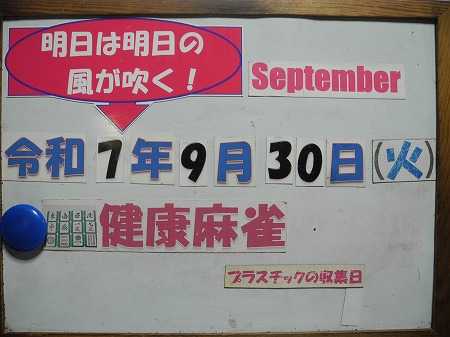 明日は明日の
風が吹く!
September
令和7年9月30日(火)
健康麻雀
プラスチックの収集日